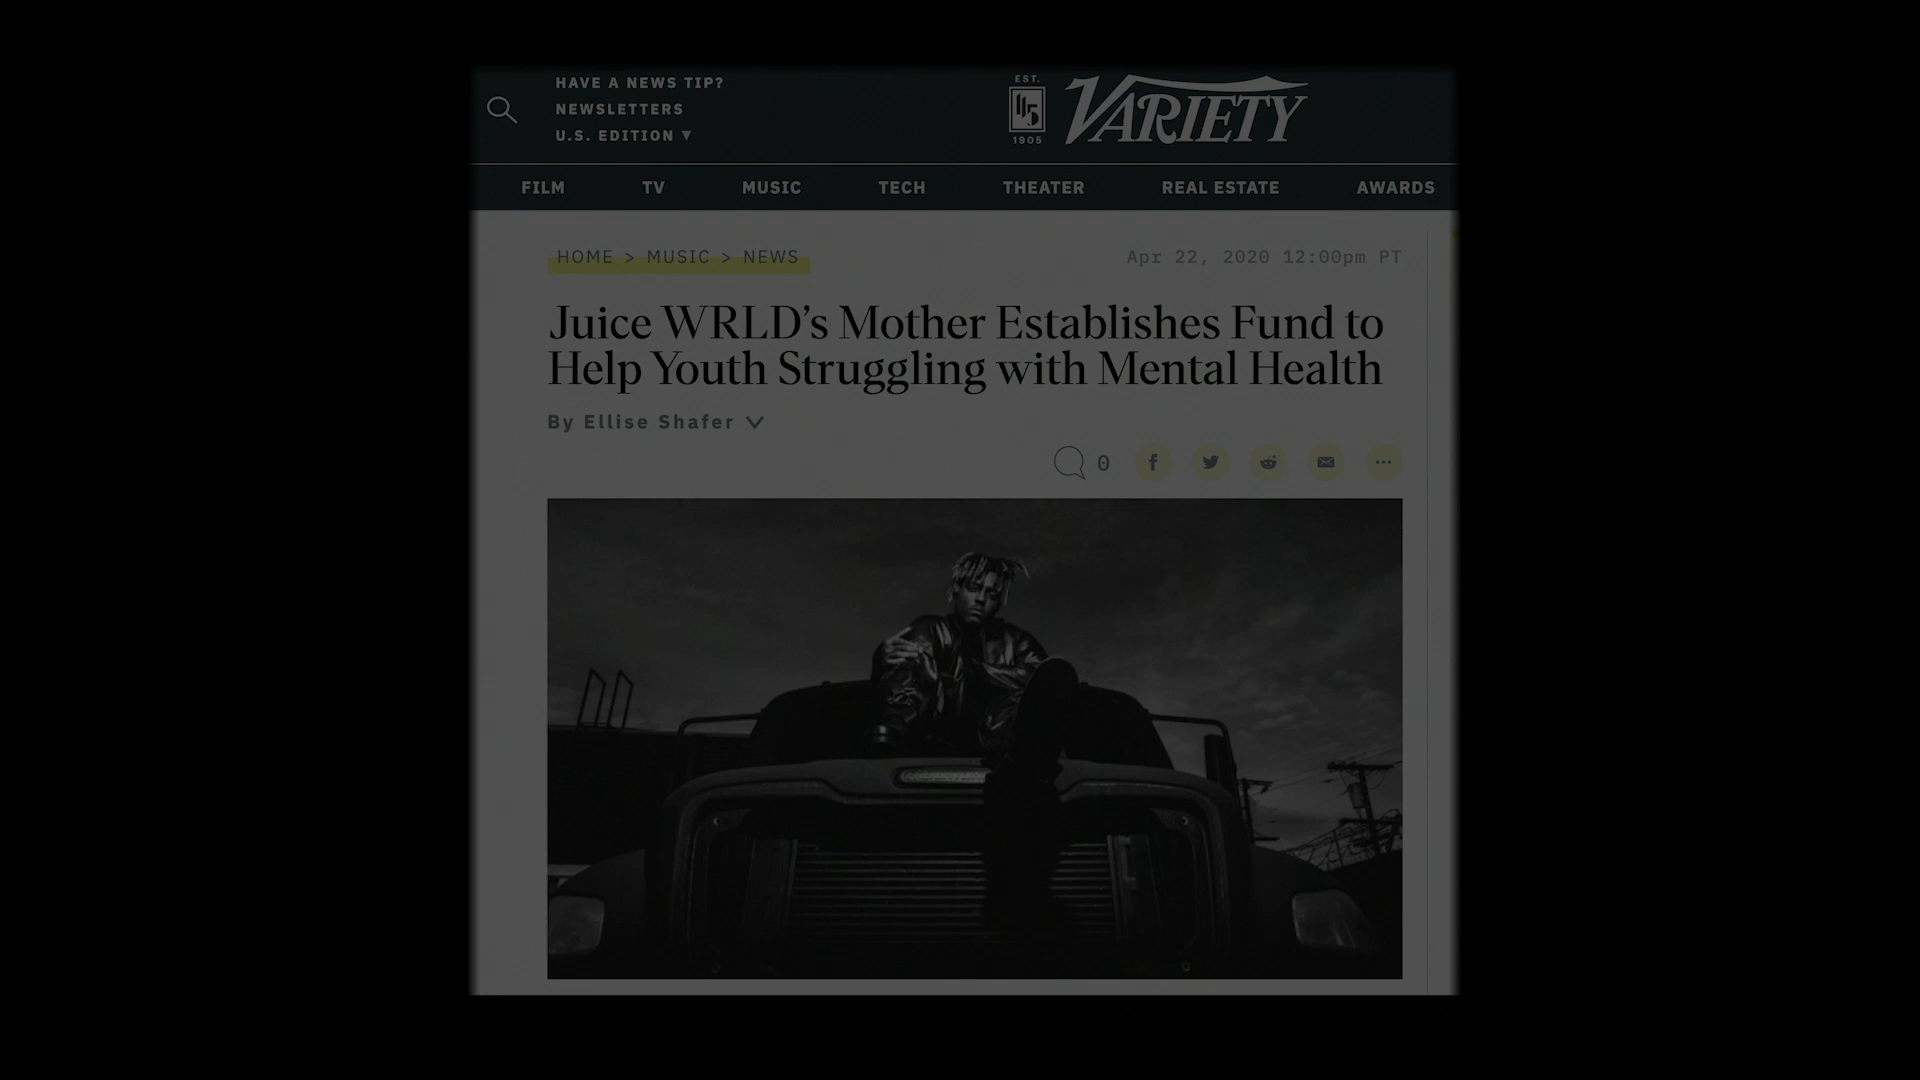 HAVE A NEWS TIP?
NEWSLETTERS
U.S. EDITION ▼
EST.
115
1905
VARIETY
FILM TV MUSIC TECH THEATER REAL ESTATE AWARDS
HOME > MUSIC > NEWS
Apr 22, 2020 12:00pm PT
Juice WRLD’s Mother Establishes Fund to
Help Youth Struggling with Mental Health
By Ellise Shafer
0